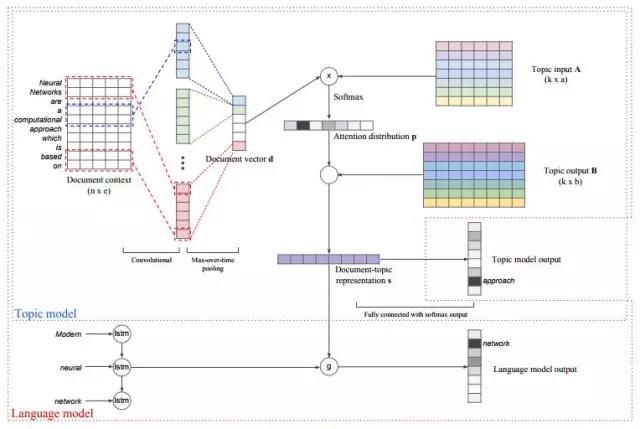 Neural
Networks
are
a
computational
approach
which
is
based
on
Document context
(n x e)
Convolutional
Max-over-time
pooling
Document vector d
x
Softmax
Attention distribution p
Topic input A
(k x a)
Topic output B
(k x b)
Document-topic
representation s
Topic model output
approach
Fully connected with softmax output
Topic model
Modern
lstm
neural
lstm
network
lstm
g
network
Language model output
Language model